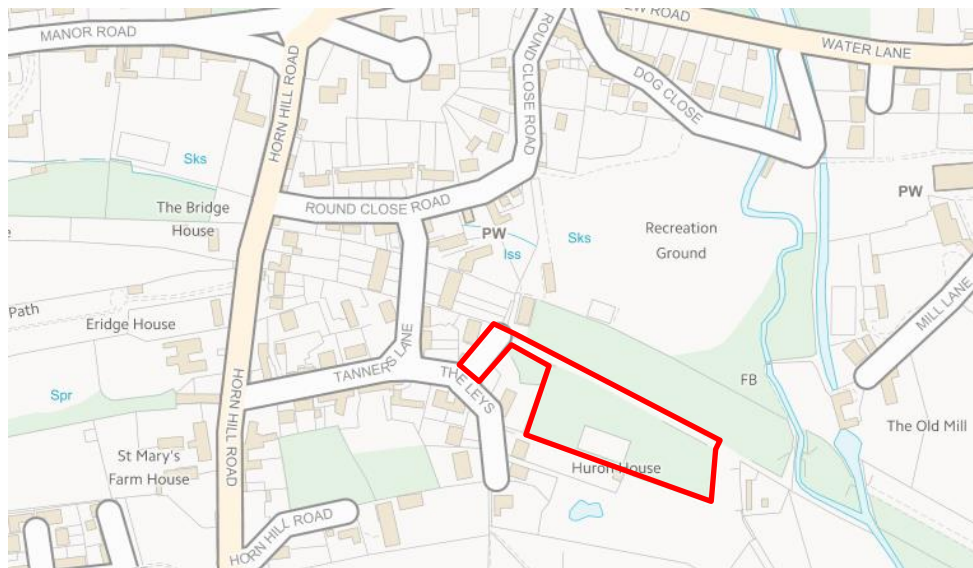 MANOR ROAD
HORN HILL ROAD
ROUND CLOSE ROAD
EW ROAD
WATER LANE
DOG CLOSE
Sks
The Bridge
House
ROUND CLOSE ROAD
PW
Iss
Sks
Recreation
Ground
PW
MILL LANE
Path
Eridge House
TANNERS LANE
THE LEYS
FB
Spr
HORN HILL ROAD
St Mary's
Farm House
Huron House
The Old Mill
HORN HILL ROAD